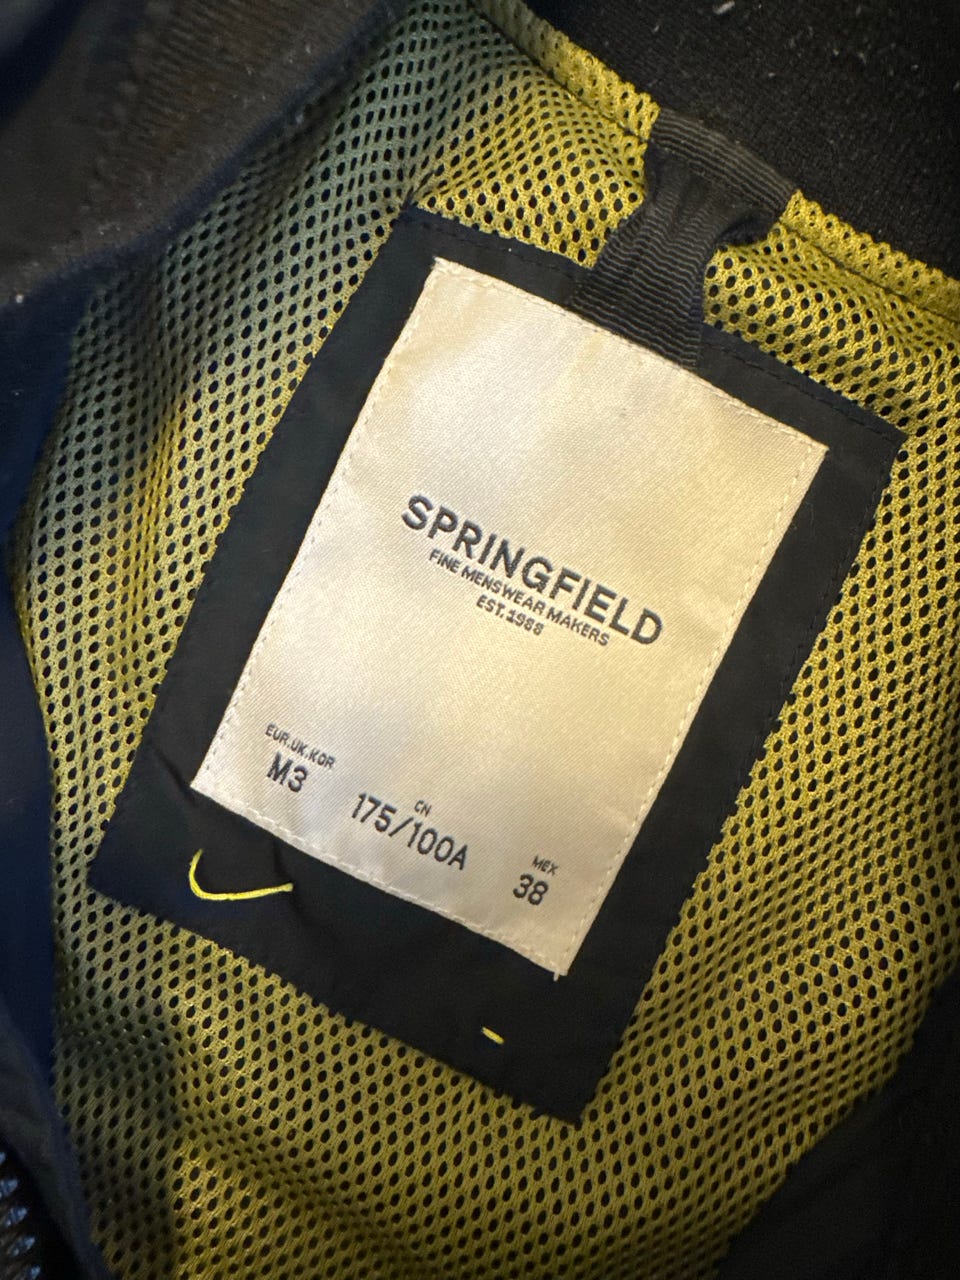 SPRINGFIELD
FINE MENSWEAR MAKERS
EST.1988
EUR.UK.KOR
M3
CN
175/100A
MEX
38